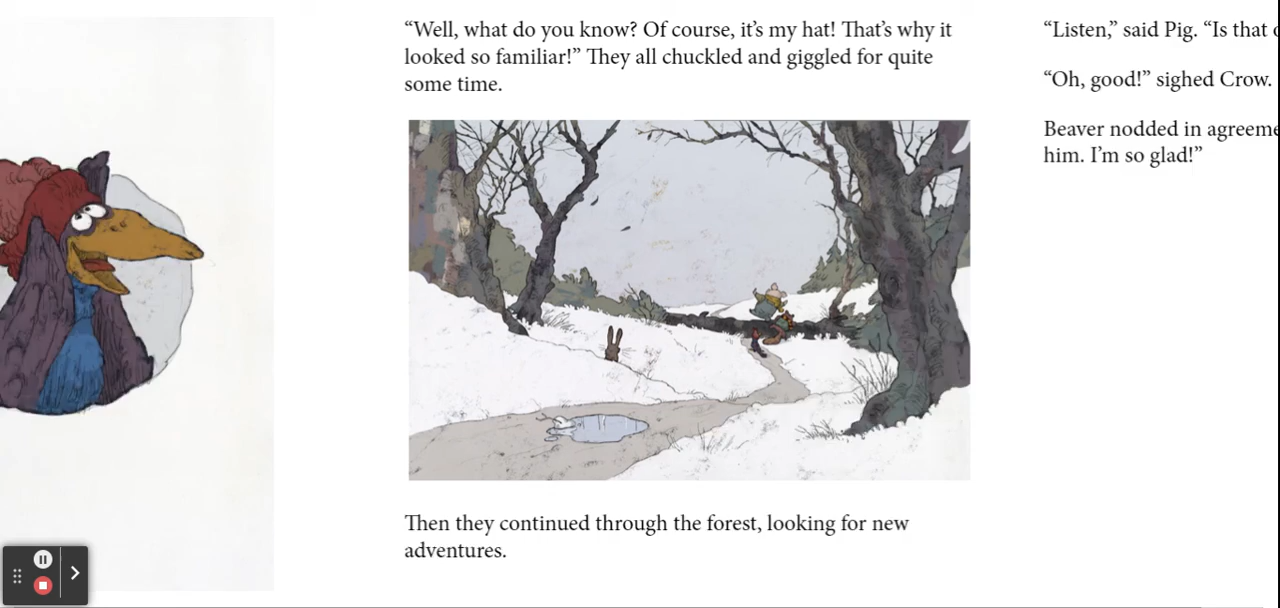 “Well, what do you know? Of course, it’s my hat! That’s why it
looked so familiar!” They all chuckled and giggled for quite
some time.
Then they continued through the forest, looking for new
adventures.
“Listen,” said Pig. “Is that
“Oh, good!” sighed Crow.
Beaver nodded in
him. I’m so glad!”